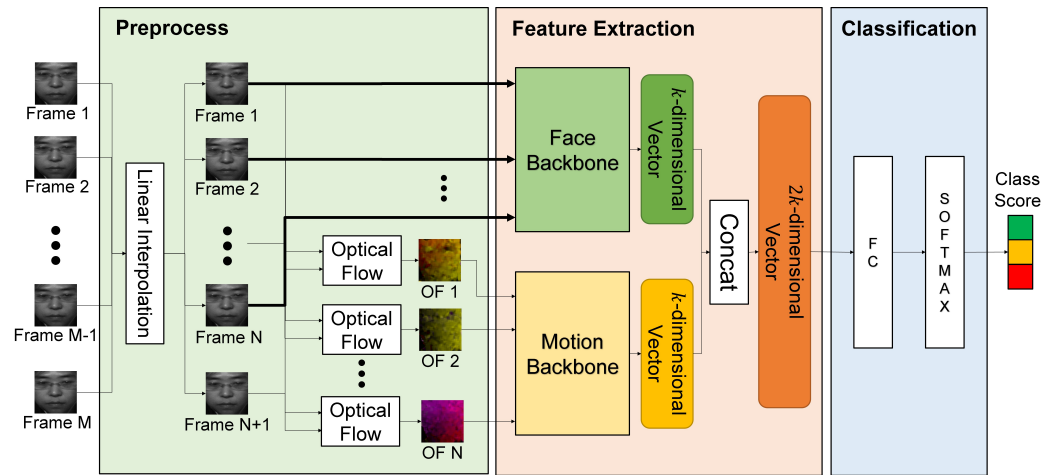 Preprocess
Feature Extraction
Classification
Frame 1
Frame 2
Frame M-1
Frame M
Linear Interpolation
Frame 1
Frame 2
Frame N
Frame N+1
Optical
Flow
OF 1
Optical
Flow
OF 2
Optical
Flow
OF N
Face
Backbone
Motion
Backbone
k-dimensional
Vector
k-dimensional
Vector
Concat
2k-dimensional
Vector
FC
SOFTMAX
Class
Score